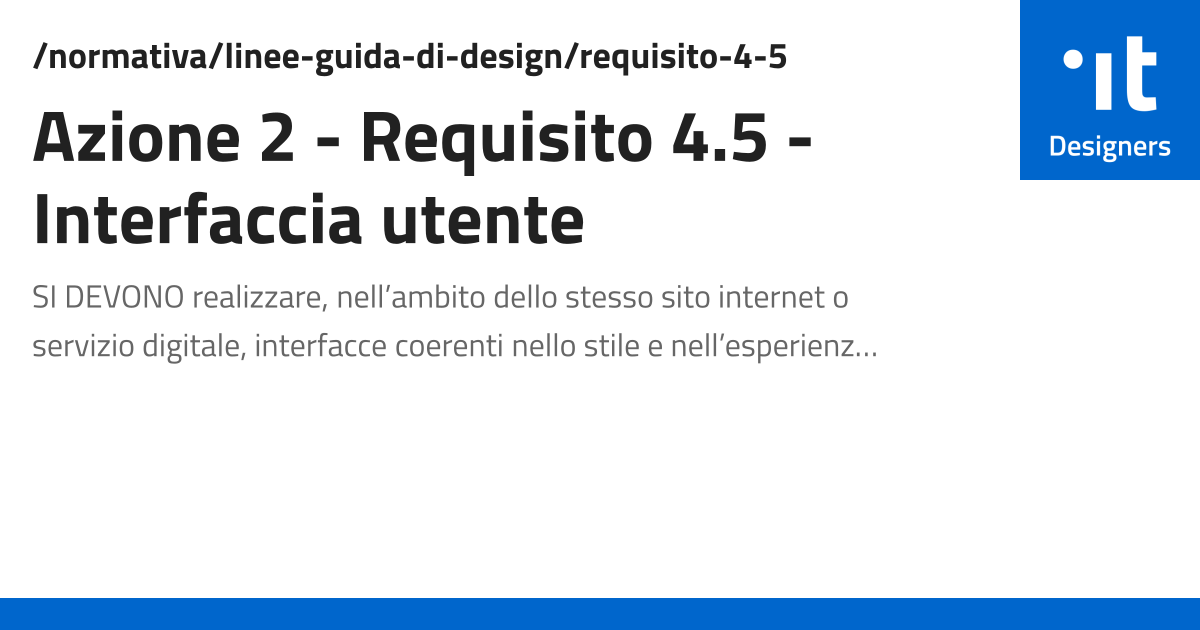 /normativa/linee-guida-di-design/requisito-4-5
Azione 2 - Requisito 4.5 -
Interfaccia utente
SI DEVONO realizzare, nell’ambito dello stesso sito internet o
servizio digitale, interfacce coerenti nello stile e nell’esperienz...
it
Designers